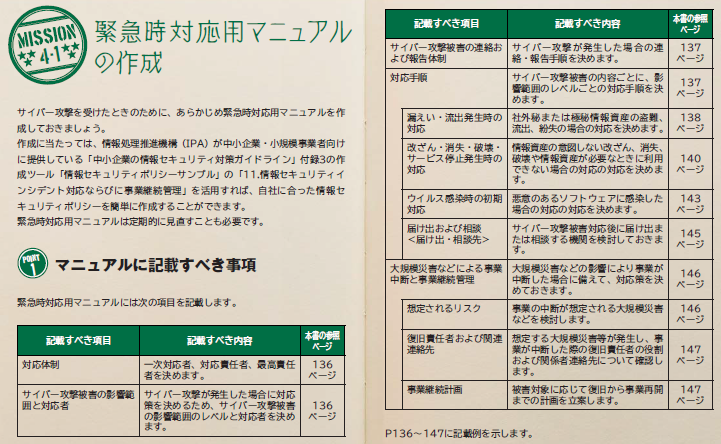 MISSION
4-1
緊急時対応用マニュアル
の作成
サイバー攻撃を受けたときのために、あらかじめ緊急時対応用マニュアルを作
成しておきましょう。
作成に当たっては、情報処理推進機構（IPA）が中小企業・小規模事業者向け
に提供している「中小企業の情報セキュリティ対策ガイドライン」付録3の作
成ツール「情報セキュリティポリシーサンプル」の「11.情報セキュリティイ
ンシデント対応ならびに事業継続管理」を活用すれば、自社に合った情報セ
キュリティポリシーを簡単に作成することができます。
緊急時対応用マニュアルは定期的に見直すことも必要です。
POINT
1
マニュアルに記載すべき事項
緊急時対応用マニュアルには次の項目を記載します。
記載すべき項目 記載すべき内容 本書の参照
ページ
対応体制 一次対応者、対応責任者、最高責任
者を決めます。 136
ページ
サイバー攻撃被害の影響範
囲と対応者 サイバー攻撃が発生した場合に対応
策を決めるため、サイバー攻撃被害
の影響範囲のレベルと対応者を決め
ます。 136
ページ
記載すべき項目 記載すべき内容 本書の参照
ページ
サイバー攻撃被害の連絡お
よび報告体制 サイバー攻撃が発生した場合の連
絡・報告手順を決めます。 137
ページ
対応手順 サイバー攻撃被害の内容ごとに、影
響範囲のレベルごとの対応手順を決
めます。 137
ページ
漏えい・流出発生時の
対応 社外秘または極秘情報資産の盗難、
流出、紛失の場合の対応を決めます。 138
ページ
改ざん・消失・破壊・
サービス停止発生時の
対応 情報資産の意図しない改ざん、消失、
破壊や情報資産が必要なときに利用
できない場合の対応の対応を決めま
す。 140
ページ
ウイルス感染時の初期
対応 悪意のあるソフトウェアに感染した
場合の対応の対応を決めます。 143
ページ
届け出および相談
<届け出・相談先> サイバー攻撃被害対応後に届け出ま
たは相談する機関を検討しておきま
す。 145
ページ
大規模災害などによる事業
中断と事業継続管理 大規模災害などの影響により事業が
中断した場合に備えて、対応策を決
めておきます。 146
ページ
想定されるリスク 事業の中断が想定される大規模災害
などを検討します。 146
ページ
復旧責任者および関連
連絡先 想定する大規模災害等が発生し、事
業が中断した際の復旧責任者の役割
および関係者連絡先について確認し
ます。 147
ページ
事業継続計画 被害対象に応じて復旧から事業再開
までの計画を立案します。 147
ページ
P136～147に記載例を示します。